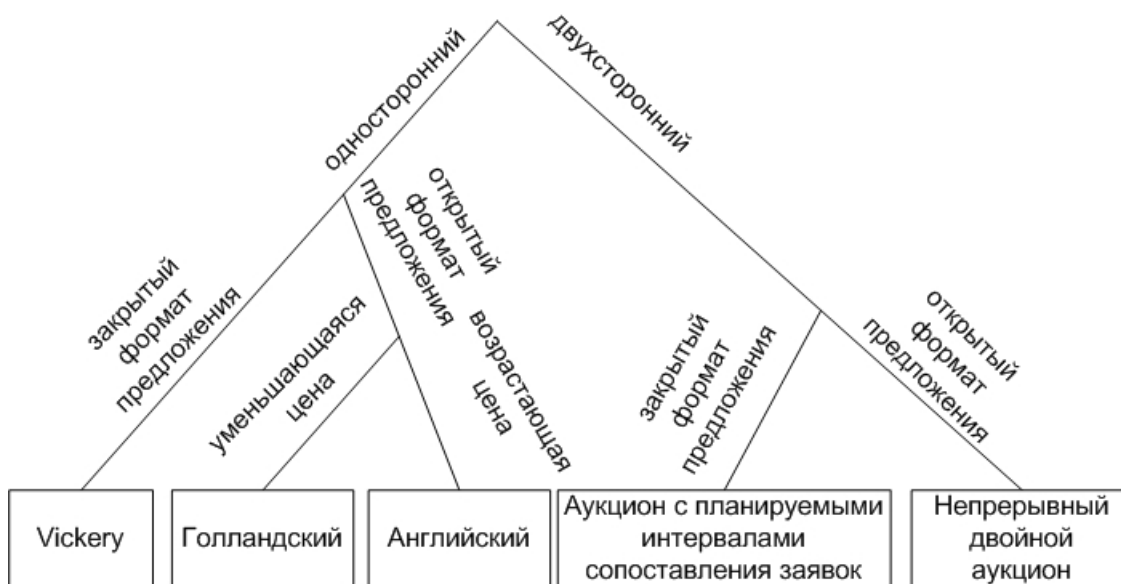 односторонний
двухсторонний
закрытый
формат
предложения
открытый
формат
предложения
уменьшающаяся
цена
возрастающая
цена
закрытый
формат
предложения
открытый
формат
предложения
Vickery
Голландский
Английский
Аукцион с планируемыми
интервалами
сопоставления заявок
Непрерывный
двойной
аукцион